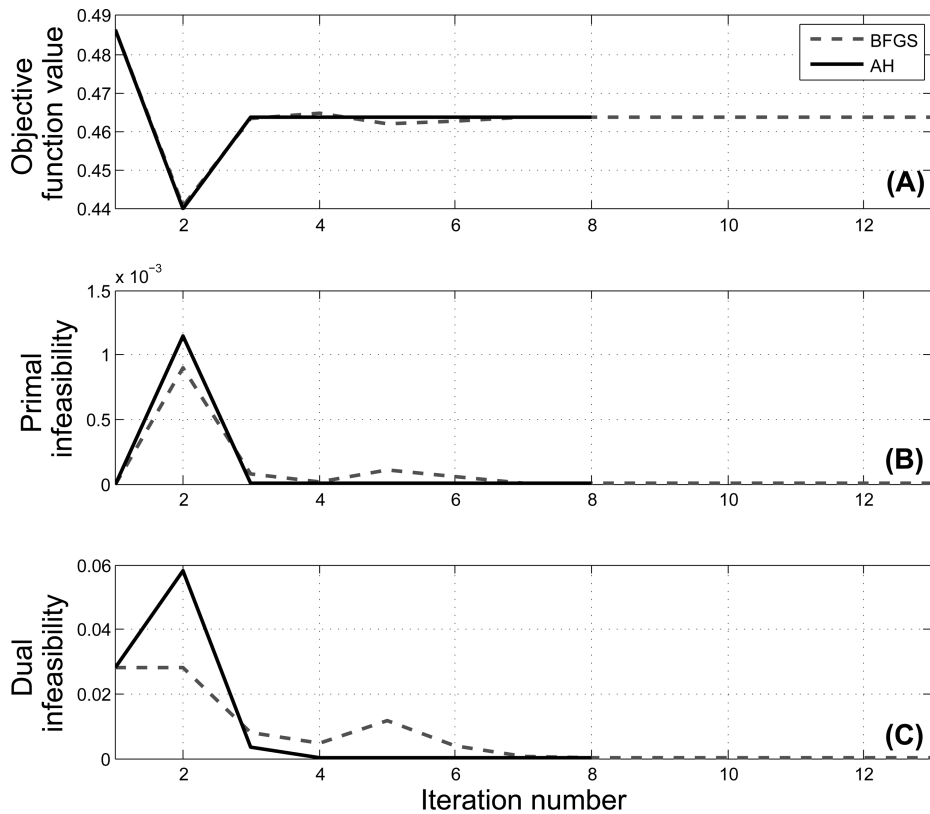 0.49
0.48
0.47
0.46
0.45
0.44
Objective
function value
BFGS
AH
(A)
2 4 6 8 10 12
x 10⁻³
1.5
1
0.5
0
Primal
infeasibility
(B)
2 4 6 8 10 12
0.06
0.04
0.02
0
Dual
infeasibility
(C)
2 4 6 8 10 12
Iteration number